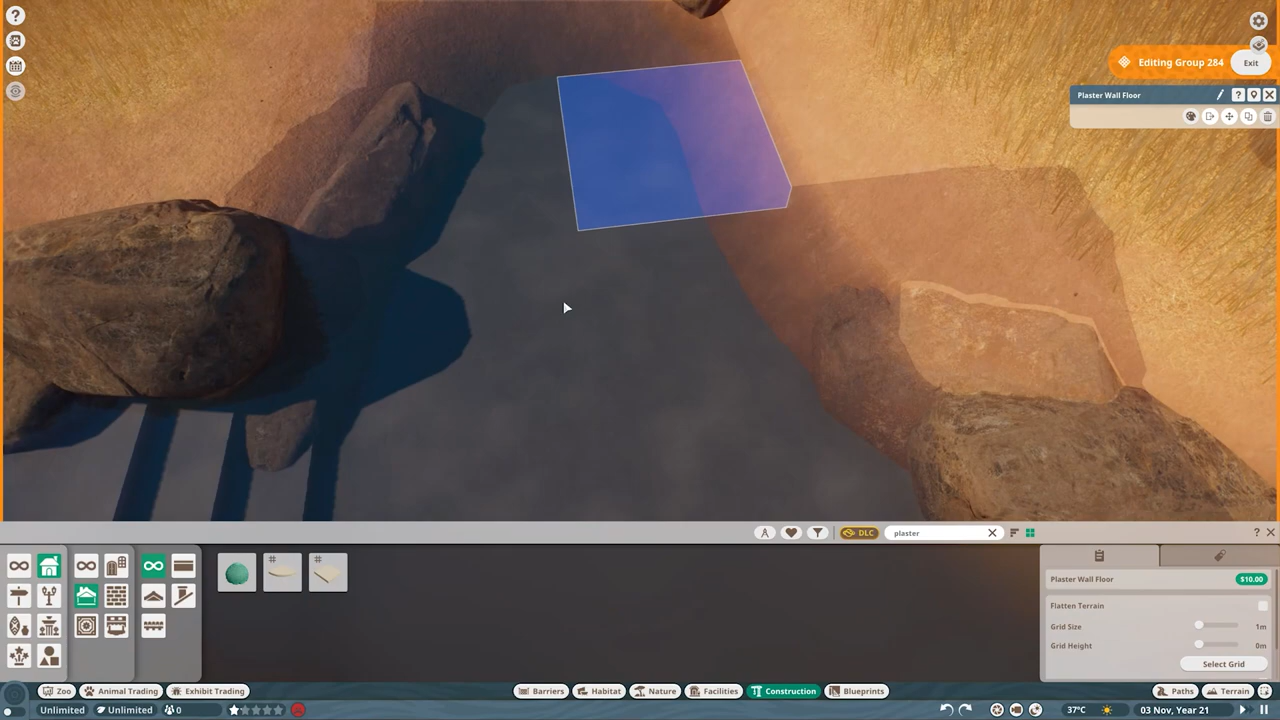 Editing Group 284
Exit
Plaster Wall Floor
DLC
plaster
Plaster Wall Floor
$10.00
Flatten Terrain
Grid Size
1m
Grid Height
0m
Select Grid
Zoo
Animal Trading
Exhibit Trading
Barriers
Habitat
Nature
Facilities
Construction
Blueprints
Paths
Terrain
Unlimited
Unlimited
0
37°C
03 Nov, Year 21